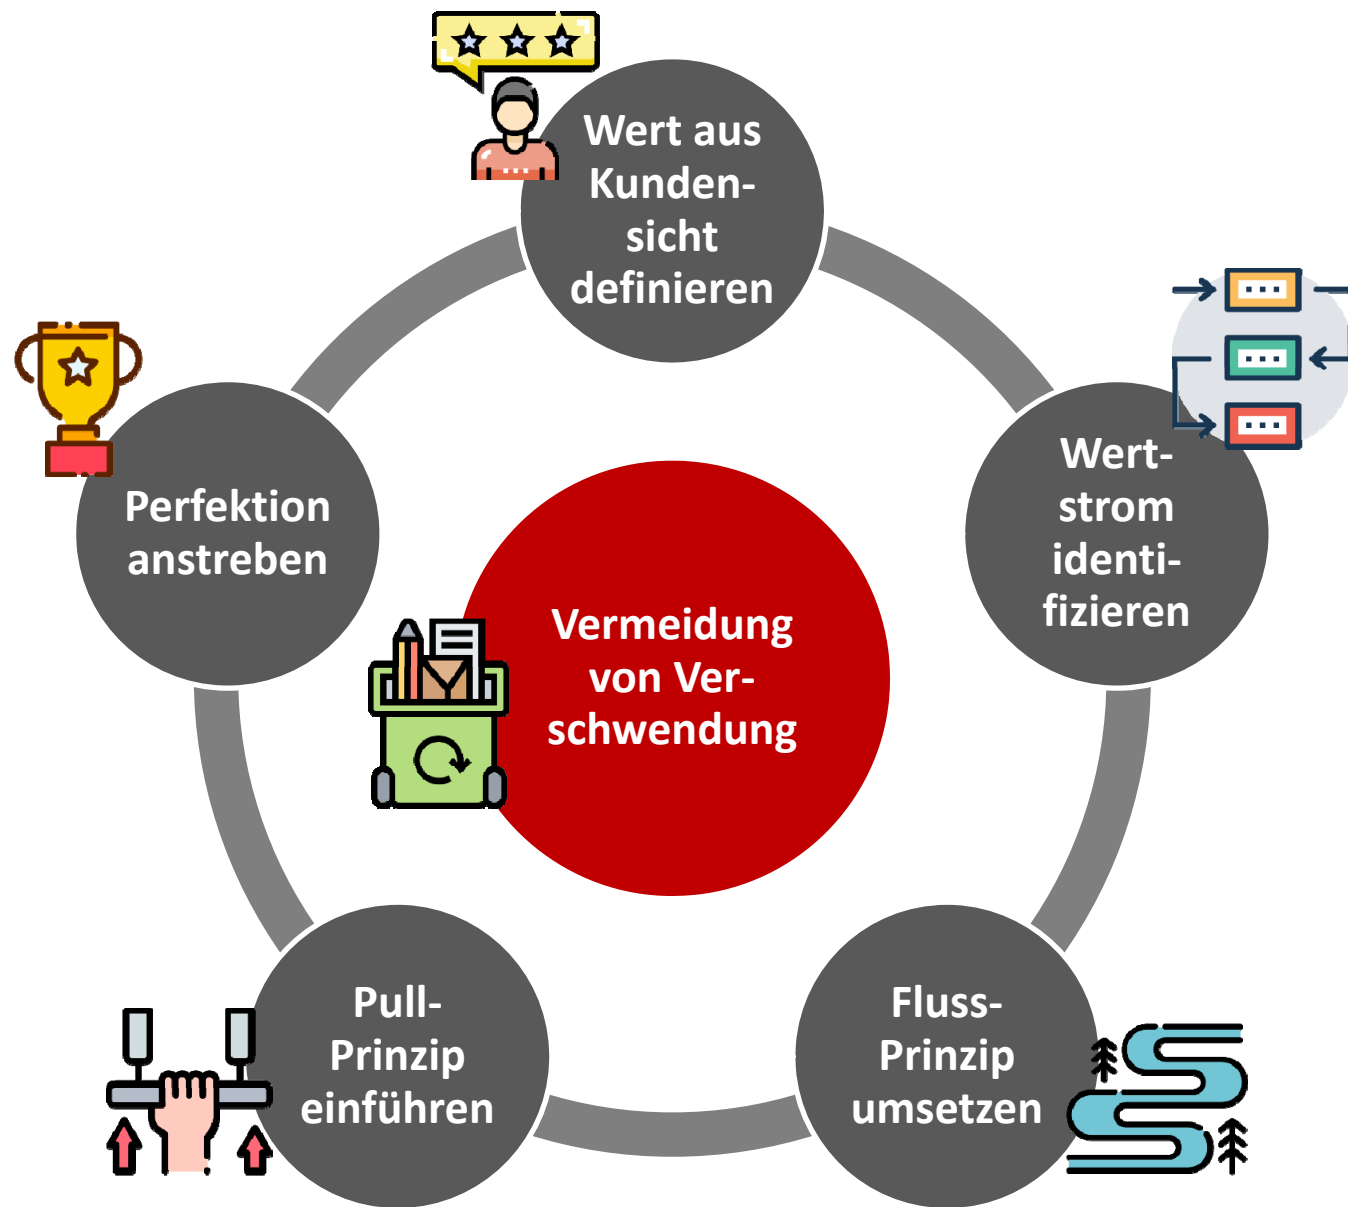 Wert aus
Kunden-
sicht
definieren
Wert-
strom
identi-
fizieren
Fluss-
Prinzip
umsetzen
Pull-
Prinzip
einführen
Perfektion
anstreben
Vermeidung
von Ver-
schwendung